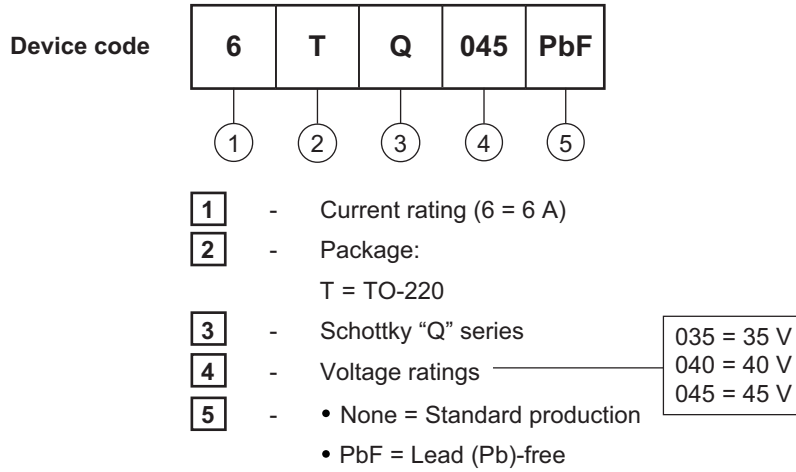 Device code 6 T Q 045 PbF
1 2 3 4 5
1 - Current rating (6 = 6 A)
2 - Package:
T = TO-220
3 - Schottky “Q” series
4 - Voltage ratings
035 = 35 V
040 = 40 V
045 = 45 V
5 - • None = Standard production
• PbF = Lead (Pb)-free